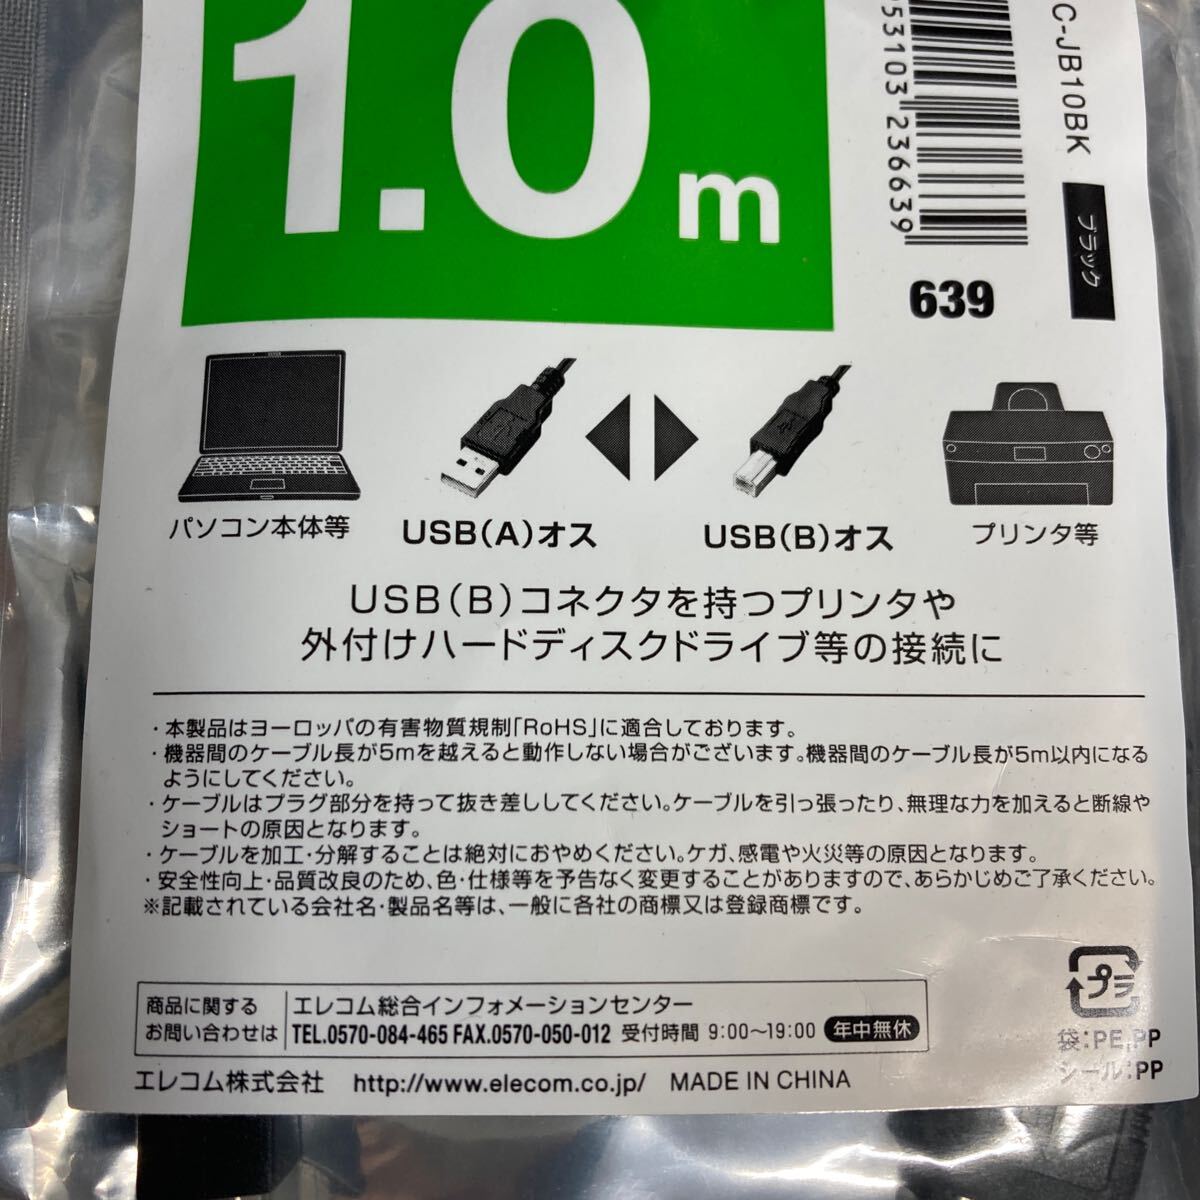 1.0m
53103 236639
C-JB10BK
ブラック
639
パソコン本体等
USB(A)オス
USB(B)オス
プリンタ等
USB(B)コネクタを持つプリンタや
外付けハードディスクドライブ等の接続に
・本製品はヨーロッパの有害物質規制「RoHS」に適合しております。
・機器間のケーブル長が5mを越えると動作しない場合がございます。機器間のケーブル長が5m以内になる
ようにしてください。
・ケーブルはプラグ部分を持って抜き差ししてください。ケーブルを引っ張ったり、無理な力を加えると断線や
ショートの原因となります。
・ケーブルを加工・分解することは絶対におやめください。ケガ、感電や火災等の原因となります。
・安全性向上・品質改良のため、色・仕様等を予告なく変更することがありますので、あらかじめご了承ください。
※記載されている会社名・製品名等は、一般に各社の商標又は登録商標です。
商品に関する
お問い合わせは
エレコム総合インフォメーションセンター
TEL.0570-084-465 FAX.0570-050-012 受付時間 9:00〜19:00 年中無休
エレコム株式会社 http://www.elecom.co.jp/ MADE IN CHINA
プラ
袋:PE,PP
シール:PP